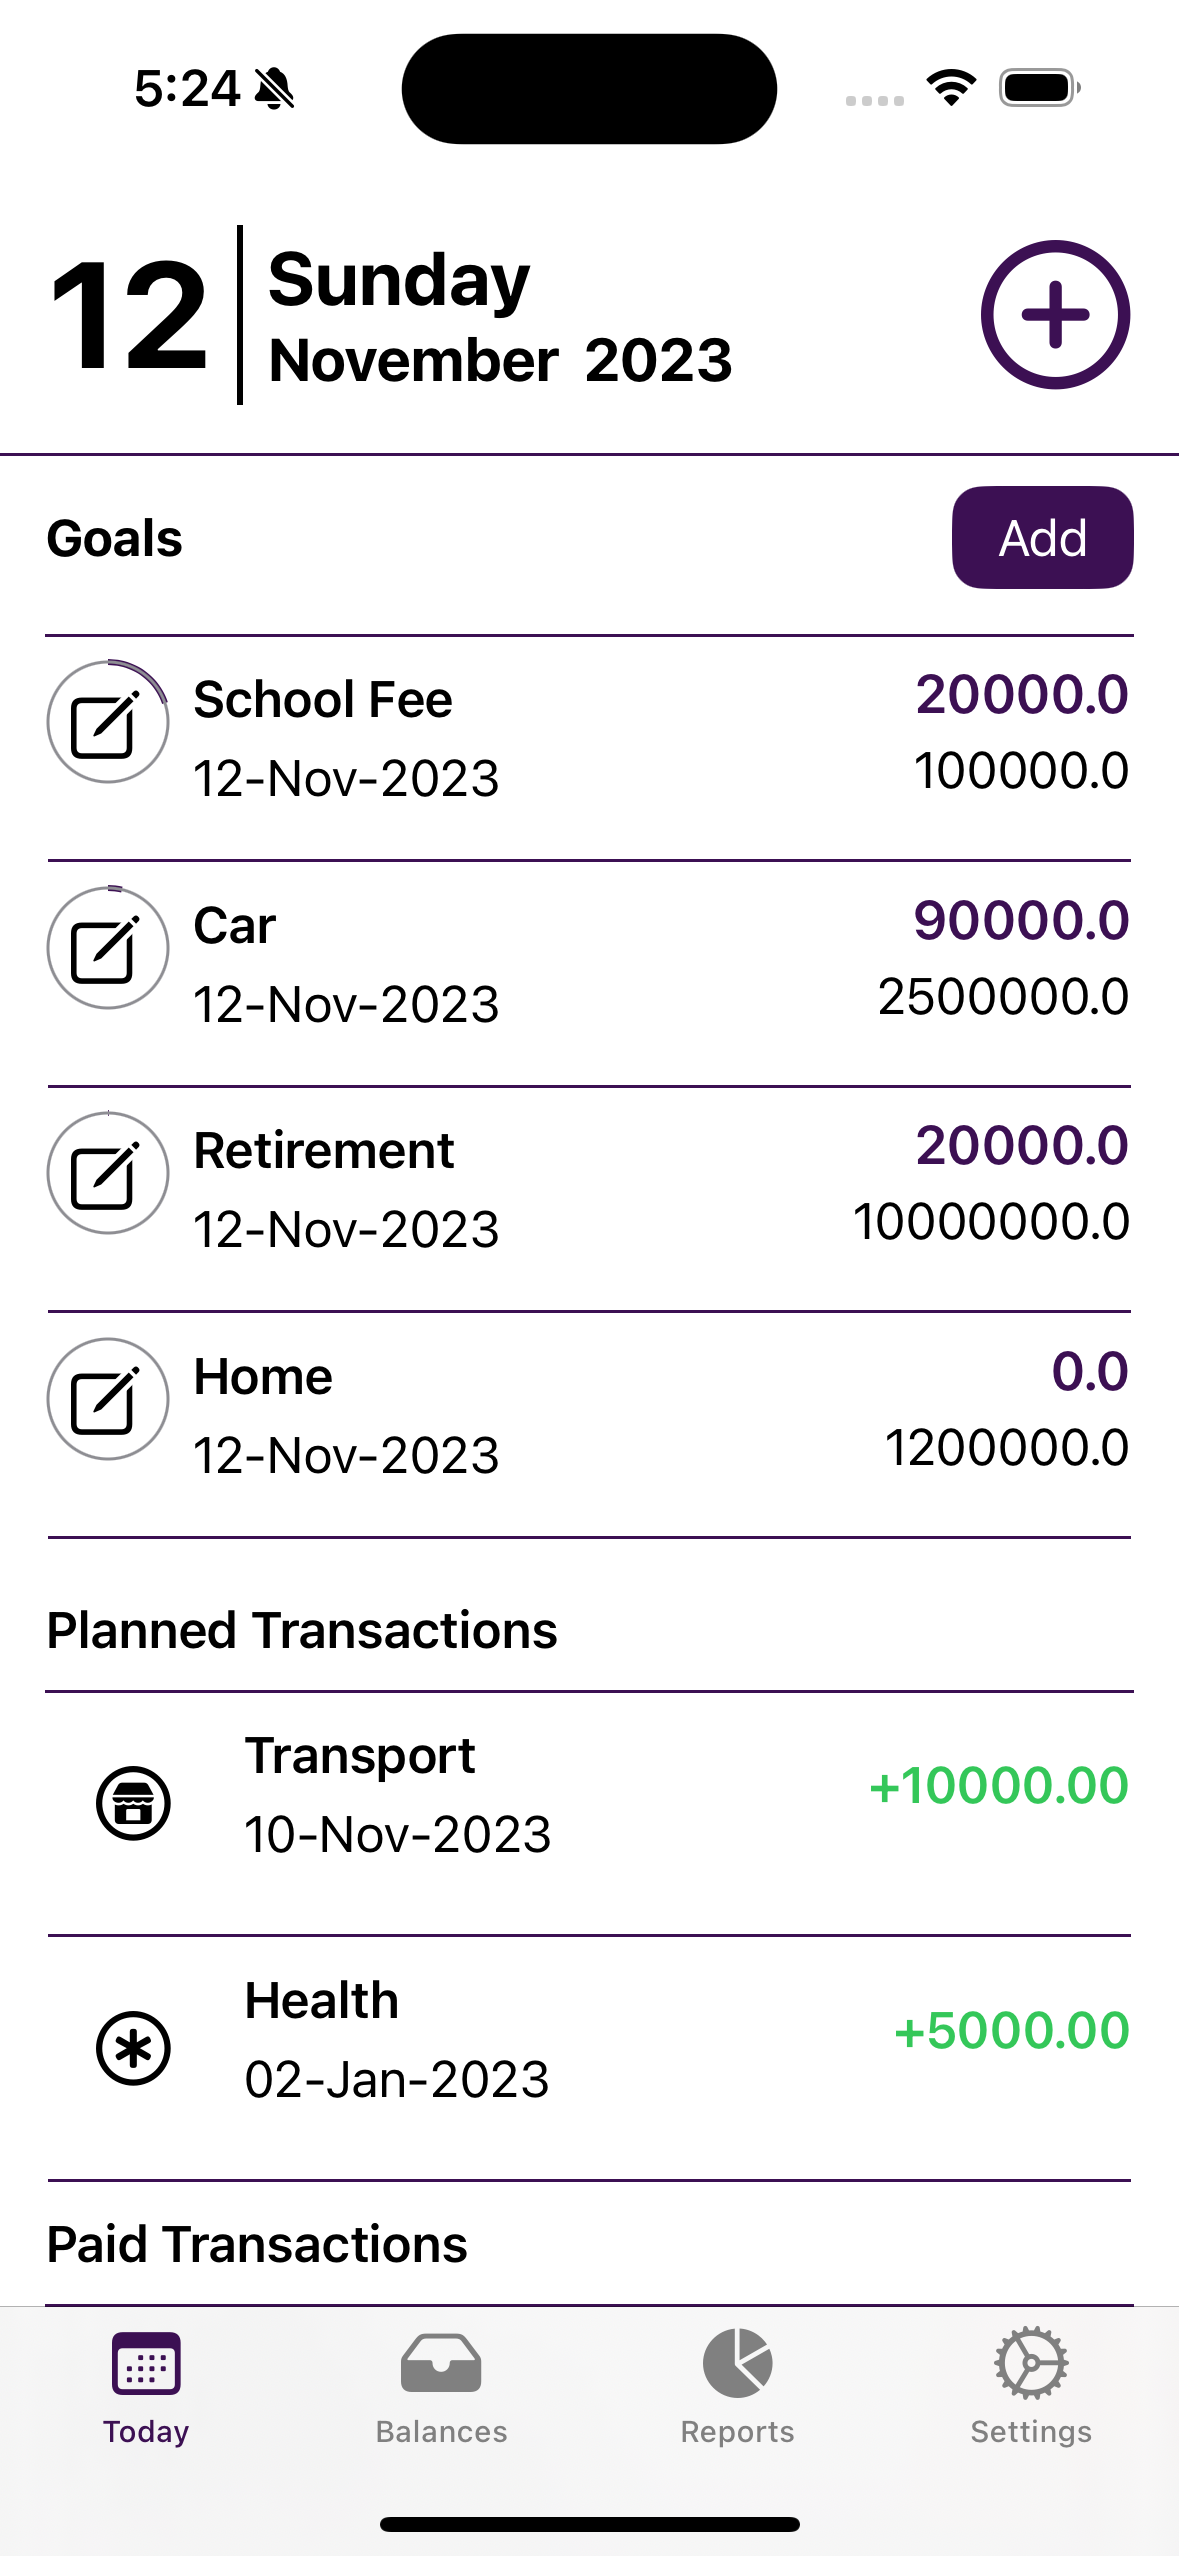 5:24
12
Sunday
November 2023
Goals
Add
School Fee
20000.0
12-Nov-2023
100000.0
Car
90000.0
12-Nov-2023
2500000.0
Retirement
20000.0
12-Nov-2023
10000000.0
Home
0.0
12-Nov-2023
1200000.0
Planned Transactions
Transport
+10000.00
10-Nov-2023
Health
+5000.00
02-Jan-2023
Paid Transactions
Today
Balances
Reports
Settings